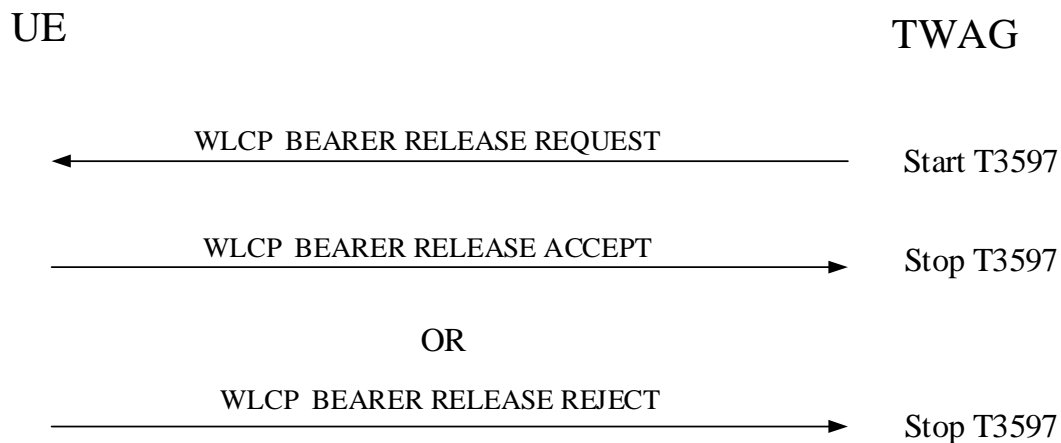 UE
TWAG
WLCP BEARER RELEASE REQUEST
Start T3597
WLCP BEARER RELEASE ACCEPT
Stop T3597
OR
WLCP BEARER RELEASE REJECT
Stop T3597